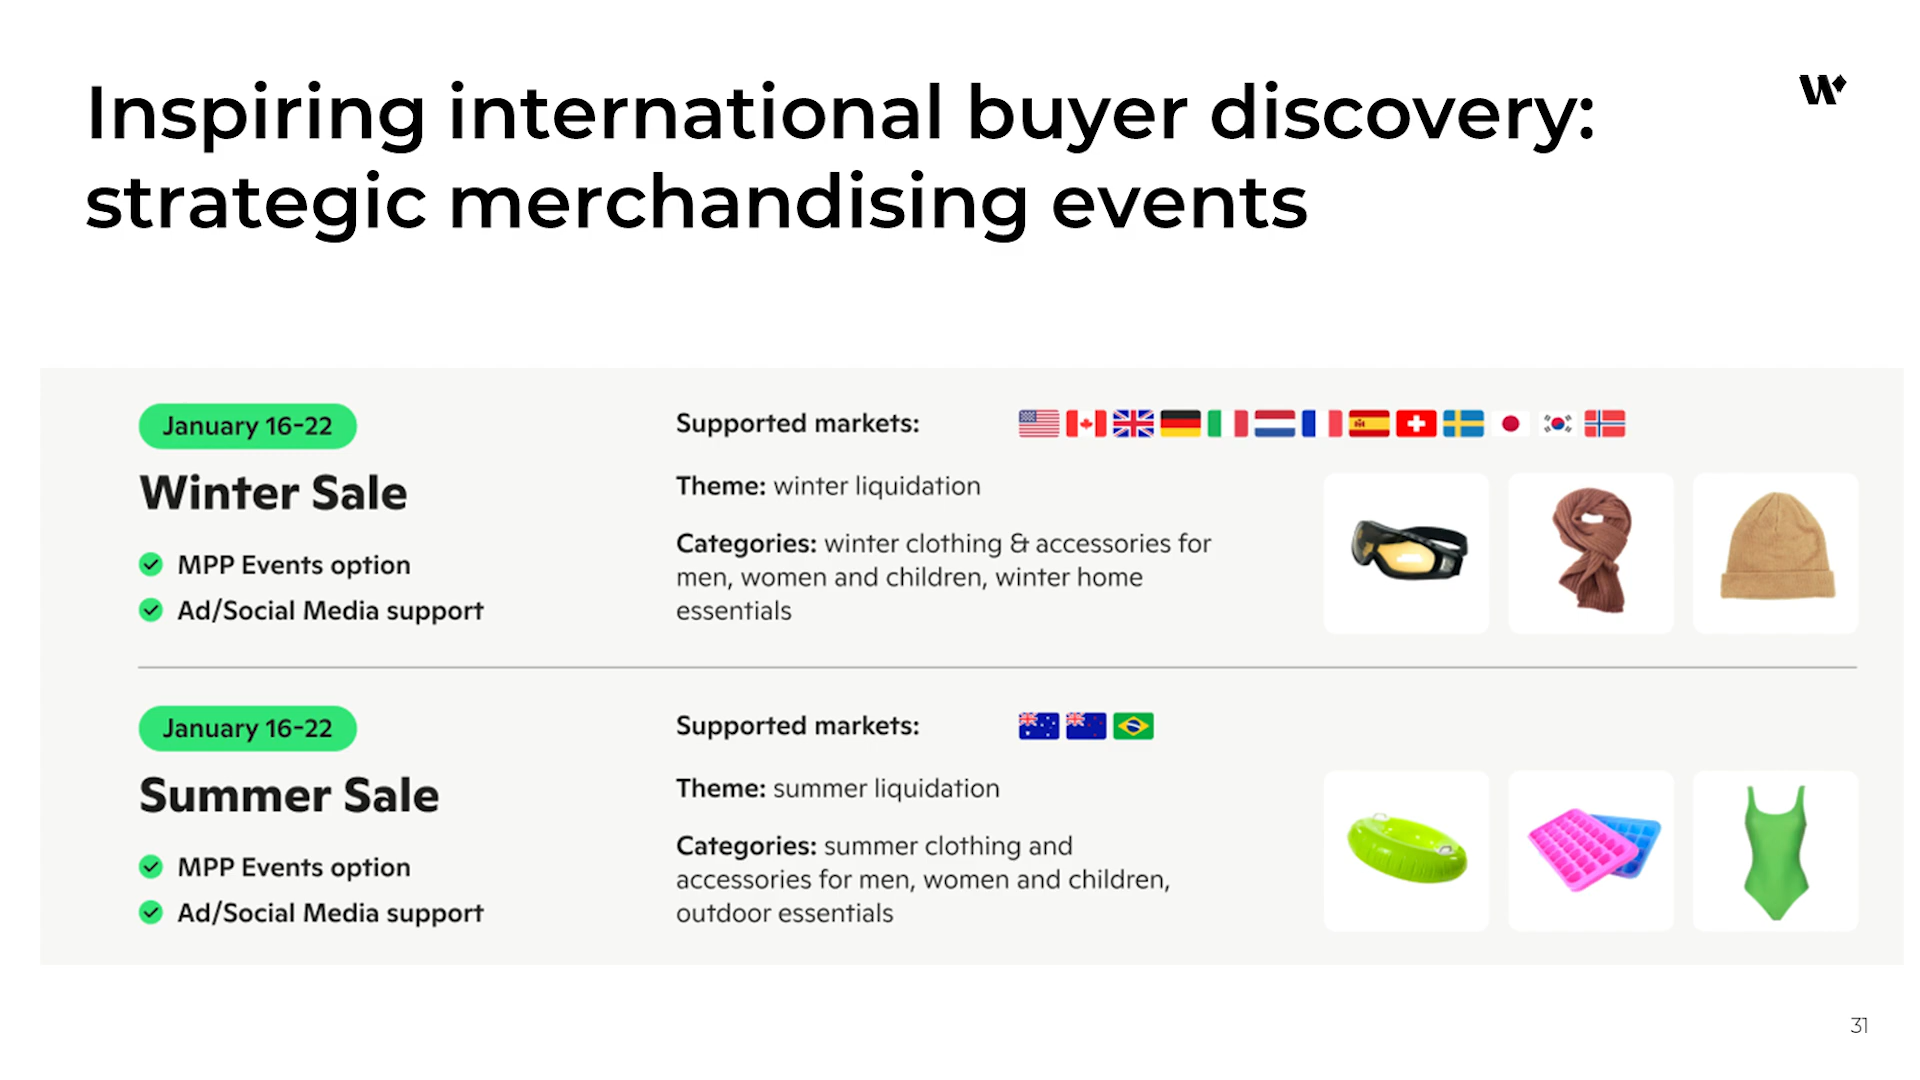 Inspiring international buyer discovery:
strategic merchandising events
January 16-22
Winter Sale
MPP Events option
Ad/Social Media support
Supported markets:
Theme: winter liquidation
Categories: winter clothing & accessories for
men, women and children, winter home
essentials
January 16-22
Summer Sale
MPP Events option
Ad/Social Media support
Supported markets:
Theme: summer liquidation
Categories: summer clothing and
accessories for men, women and children,
outdoor essentials
31